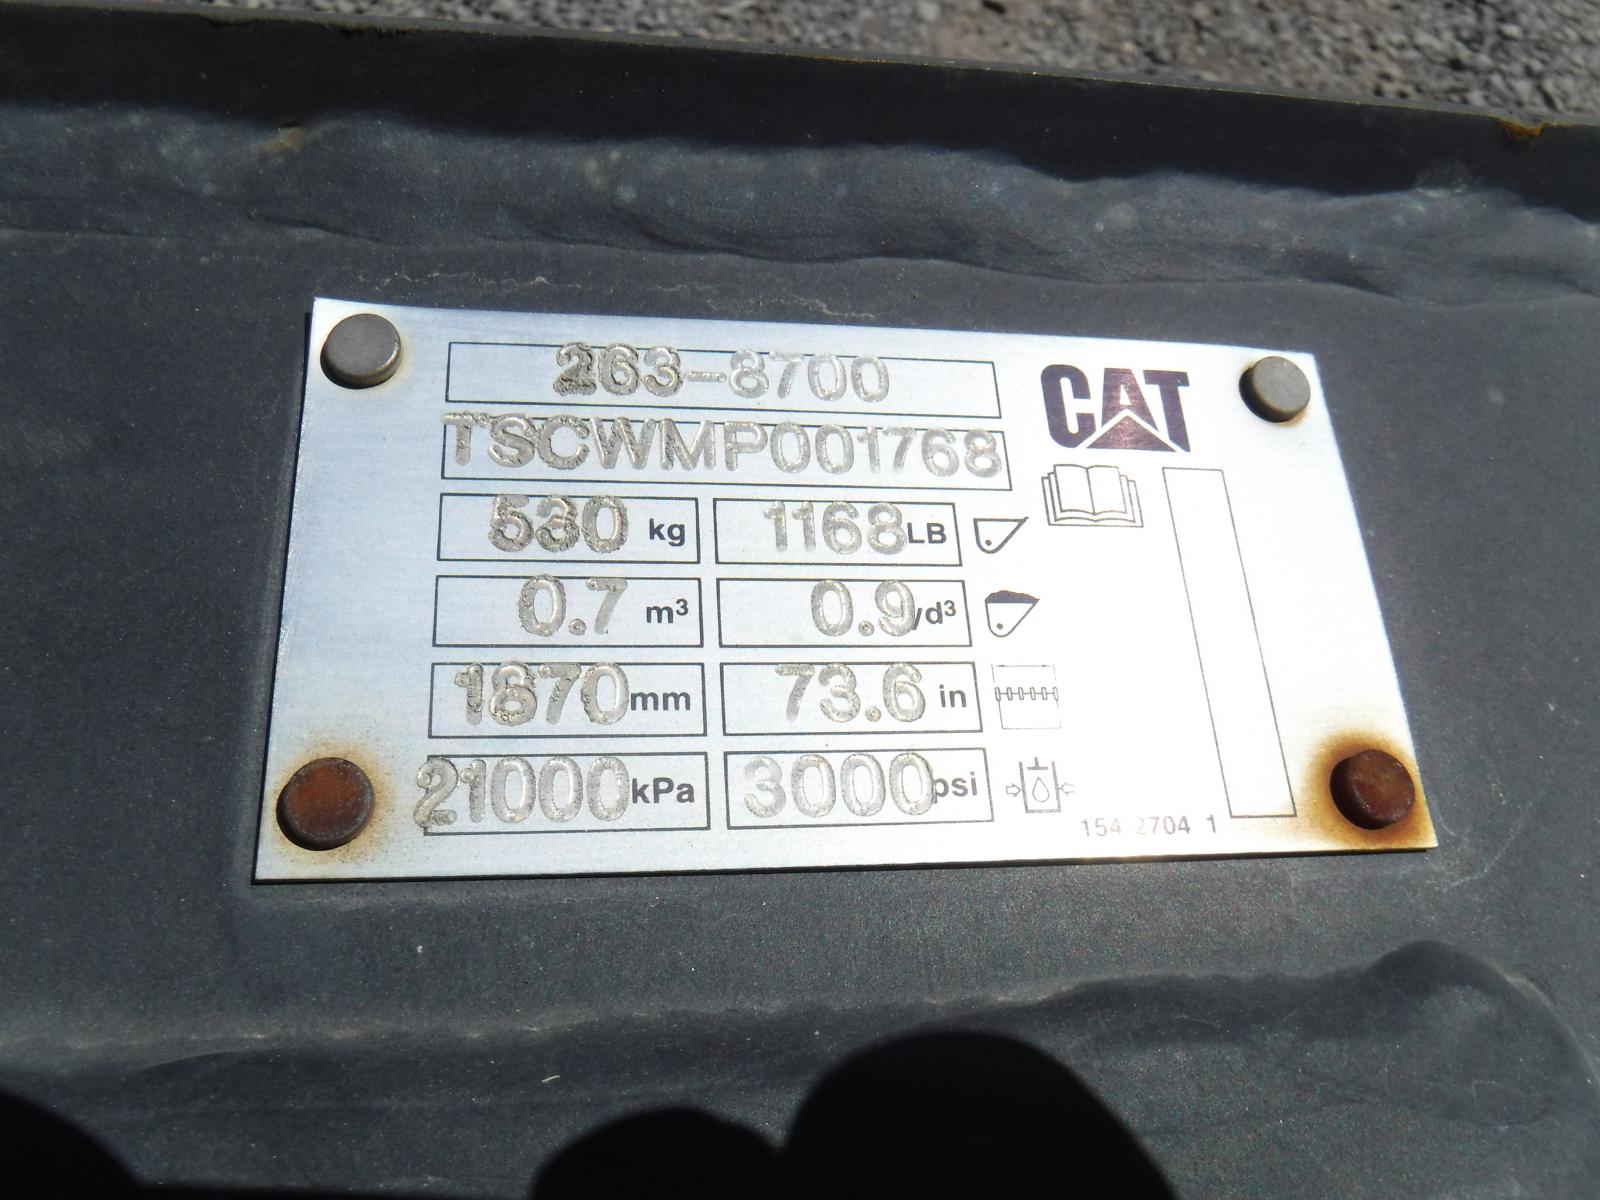 263-8700
CAT
TSCWMP001768
530 kg 1168 LB
0.7 m³ 0.9 yd³
1870 mm 73.6 in
21000 kPa 3000 psi
154-2704 1